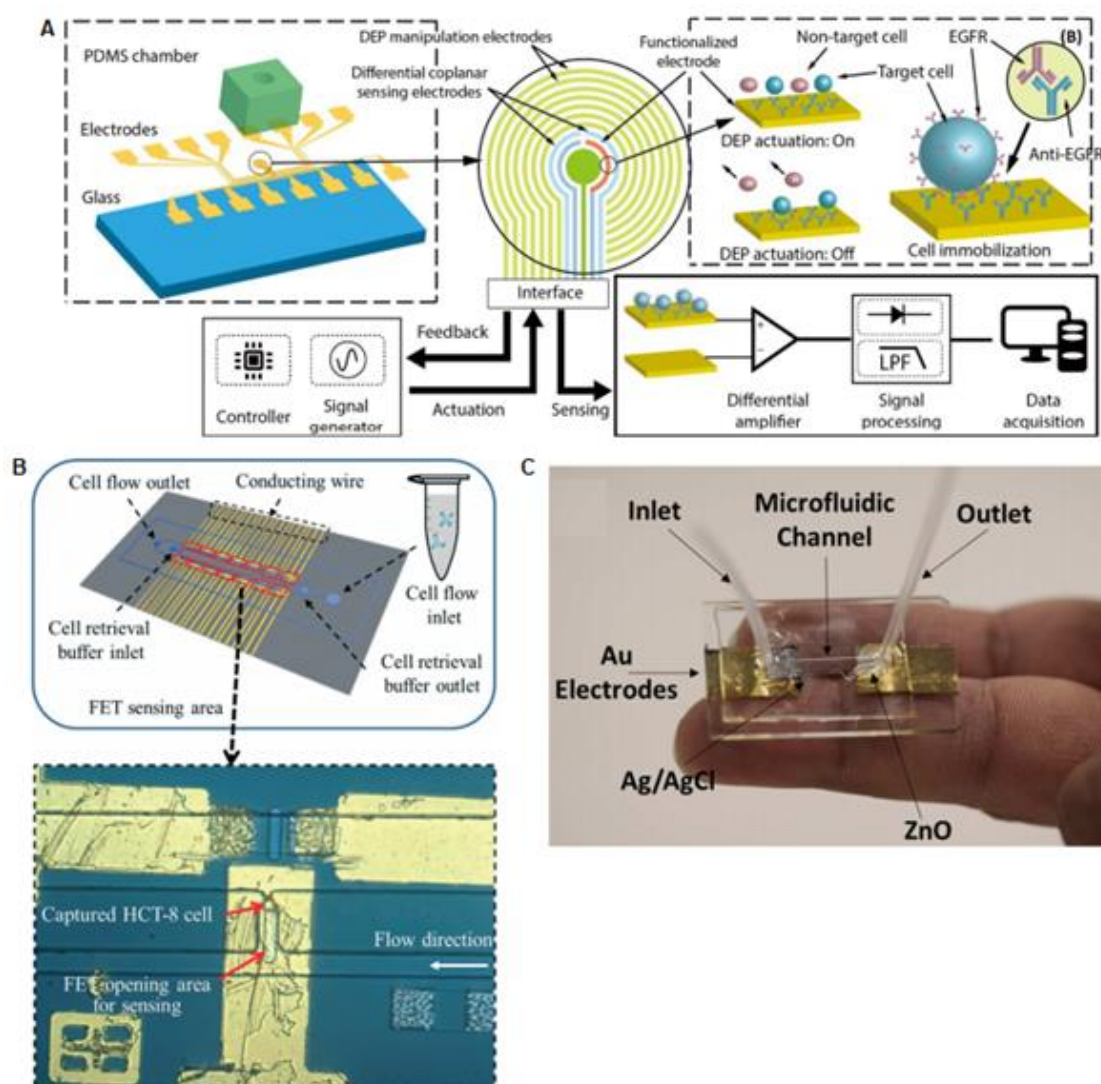 A
PDMS chamber
Electrodes
Glass
DEP manipulation electrodes
Differential coplanar
sensing electrodes
Functionalized
electrode
Non-target cell
Target cell
EGFR
(B)
DEP actuation: On
DEP actuation: Off
Anti-EGFR
Cell immobilization
Interface
Feedback
Actuation
Sensing
Controller
Signal
generator
+
−
LPF
Differential
amplifier
Signal
processing
Data
acquisition
B
Cell flow outlet
Conducting wire
Cell flow
inlet
Cell retrieval
buffer inlet
Cell retrieval
buffer outlet
FET sensing area
Captured HCT-8 cell
Flow direction
FET opening area
for sensing
C
Inlet
Microfluidic
Channel
Outlet
Au
Electrodes
Ag/AgCl
ZnO